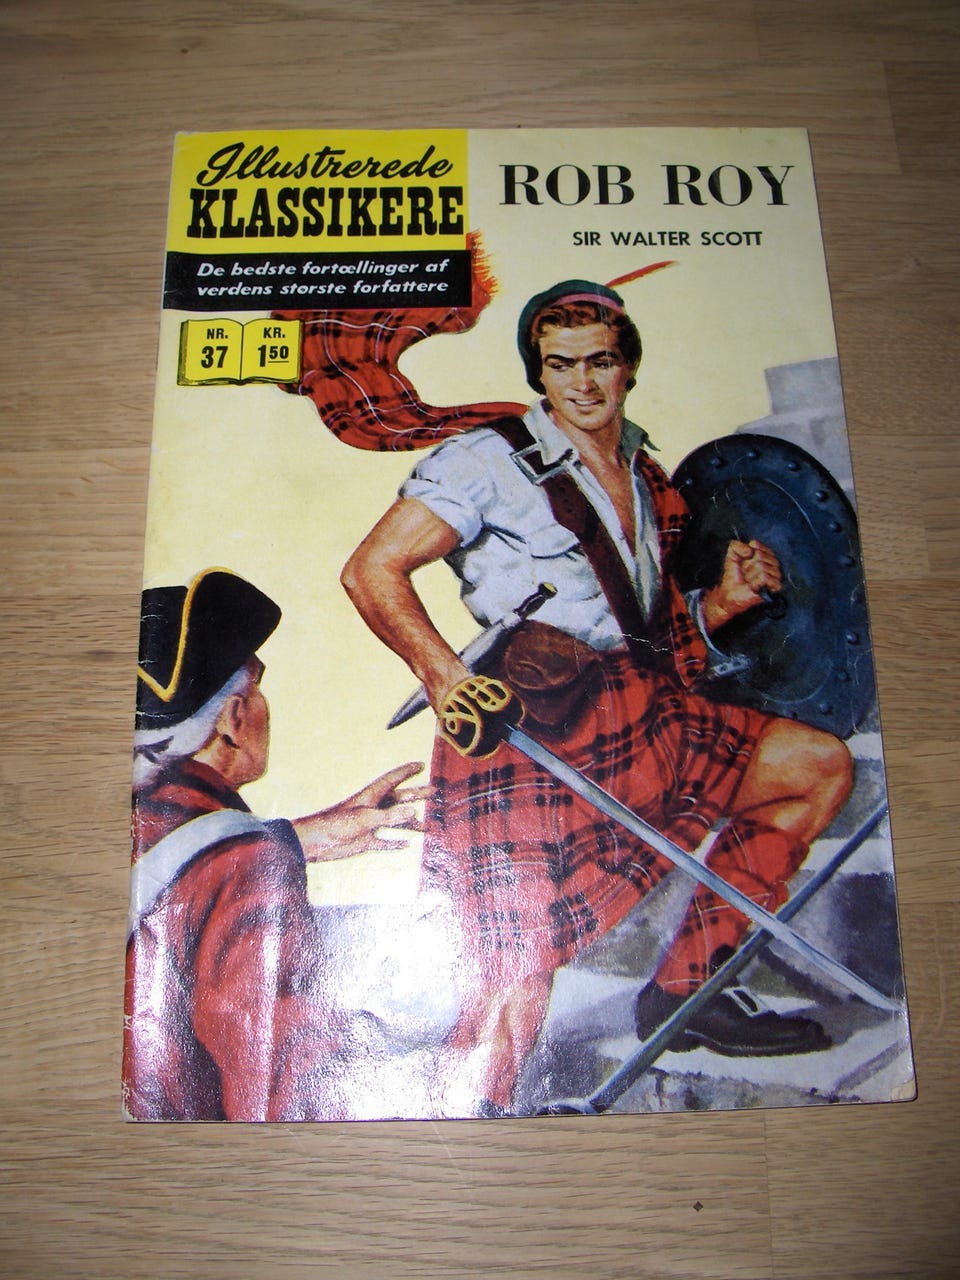 Illustrerede
KLASSIKERE
De bedste fortællinger af
verdens største forfattere
NR.
37
KR.
1 50
ROB ROY
SIR WALTER SCOTT